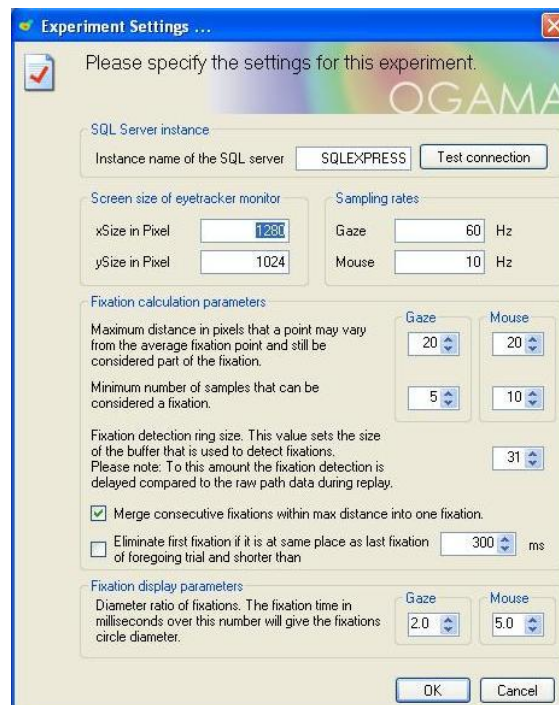 Experiment Settings ...
Please specify the settings for this experiment.
OGAMA
SQL Server instance
Instance name of the SQL server SQLEXPRESS Test connection
Screen size of eyetracker monitor
xSize in Pixel 1280
ySize in Pixel 1024
Sampling rates
Gaze 60 Hz
Mouse 10 Hz
Fixation calculation parameters
Gaze Mouse
Maximum distance in pixels that a point may vary
from the average fixation point and still be
considered part of the fixation.
20 20
Minimum number of samples that can be
considered a fixation.
5 10
Fixation detection ring size. This value sets the size
of the buffer that is used to detect fixations.
Please note: To this amount the fixation detection is
delayed compared to the raw path data during replay.
31
Merge consecutive fixations within max distance into one fixation.
Eliminate first fixation if it is at same place as last fixation
of foregoing trial and shorter than
300 ms
Fixation display parameters
Diameter ratio of fixations. The fixation time in
milliseconds over this number will give the fixations
circle diameter.
Gaze Mouse
2.0 5.0
OK Cancel